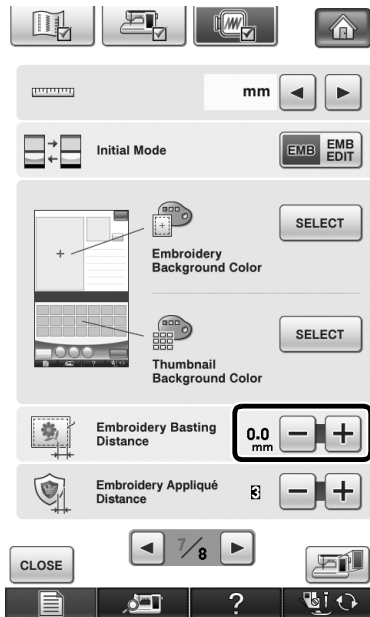 mm
Initial Mode
EMB
EMB
EDIT
SELECT
Embroidery
Background Color
SELECT
Thumbnail
Background Color
Embroidery Basting
Distance
0.0
mm
Embroidery Appliqué
Distance
3
7/8
CLOSE
?